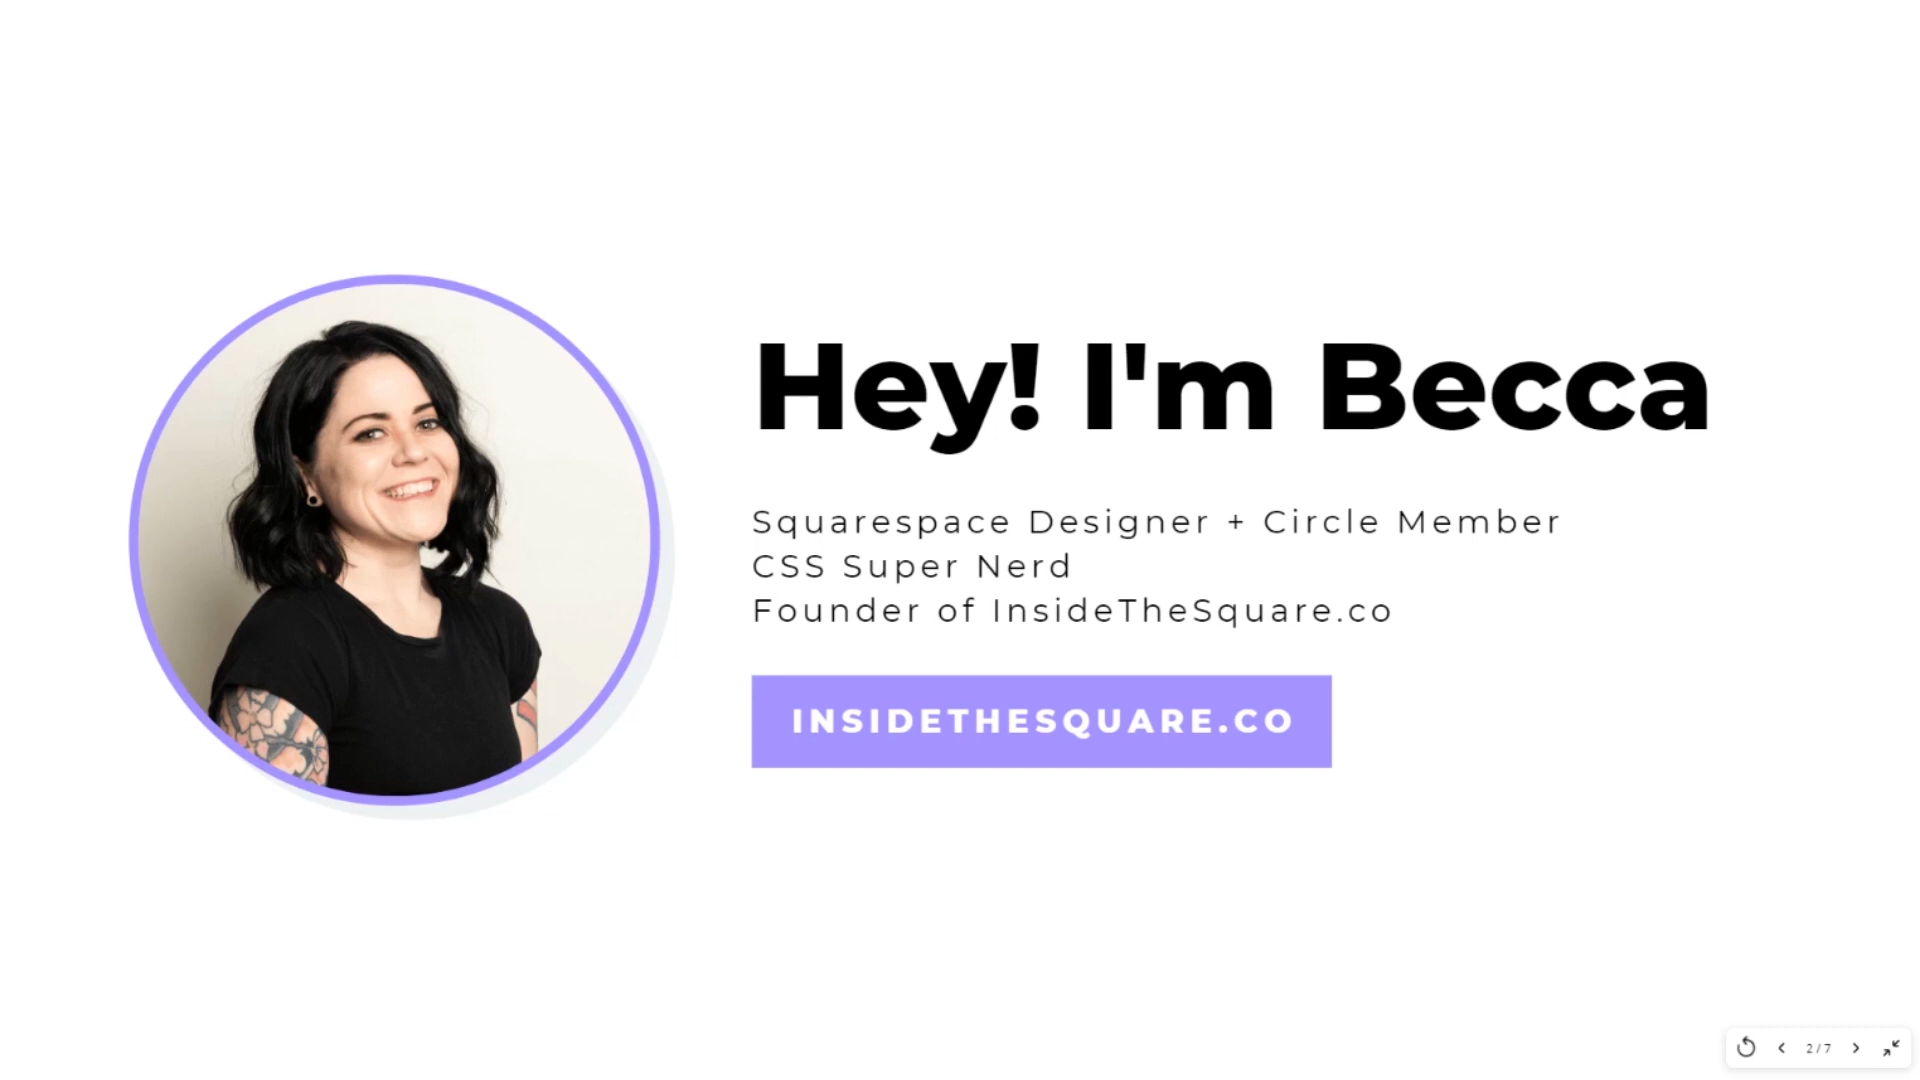 Hey! I'm Becca
Squarespace Designer + Circle Member
CSS Super Nerd
Founder of InsideTheSquare.co
INSIDETHESQUARE.CO
2/7